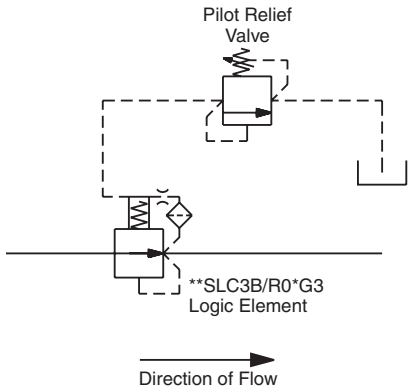 Pilot Relief
Valve
**SLC3B/R0*G3
Logic Element
Direction of Flow